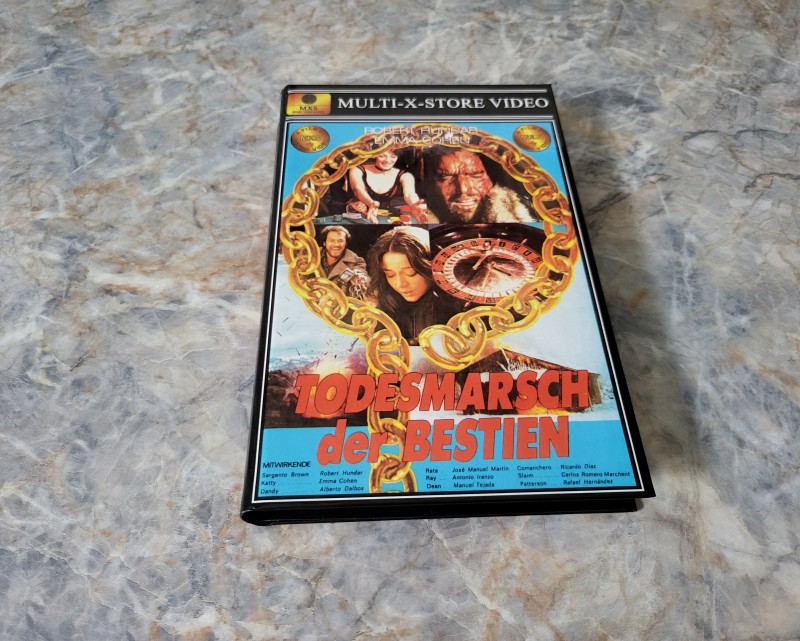 MXS
MULTI-X-STORE VIDEO
ROBERT HUNDAR
EMMA COHEN
TODESMARSCH
der BESTIEN
MITWIRKENDE
Sargento Brown Robert Hundar
Katty Emma Cohen
Dandy Alberto Dalbes
Rata José Manuel Martin
Ray Antonio Iranzo
Dean Manuel Tejada
Comanchero Ricardo Diaz
Slaim Carlos Romero Marchent
Patterson Rafael Hernández